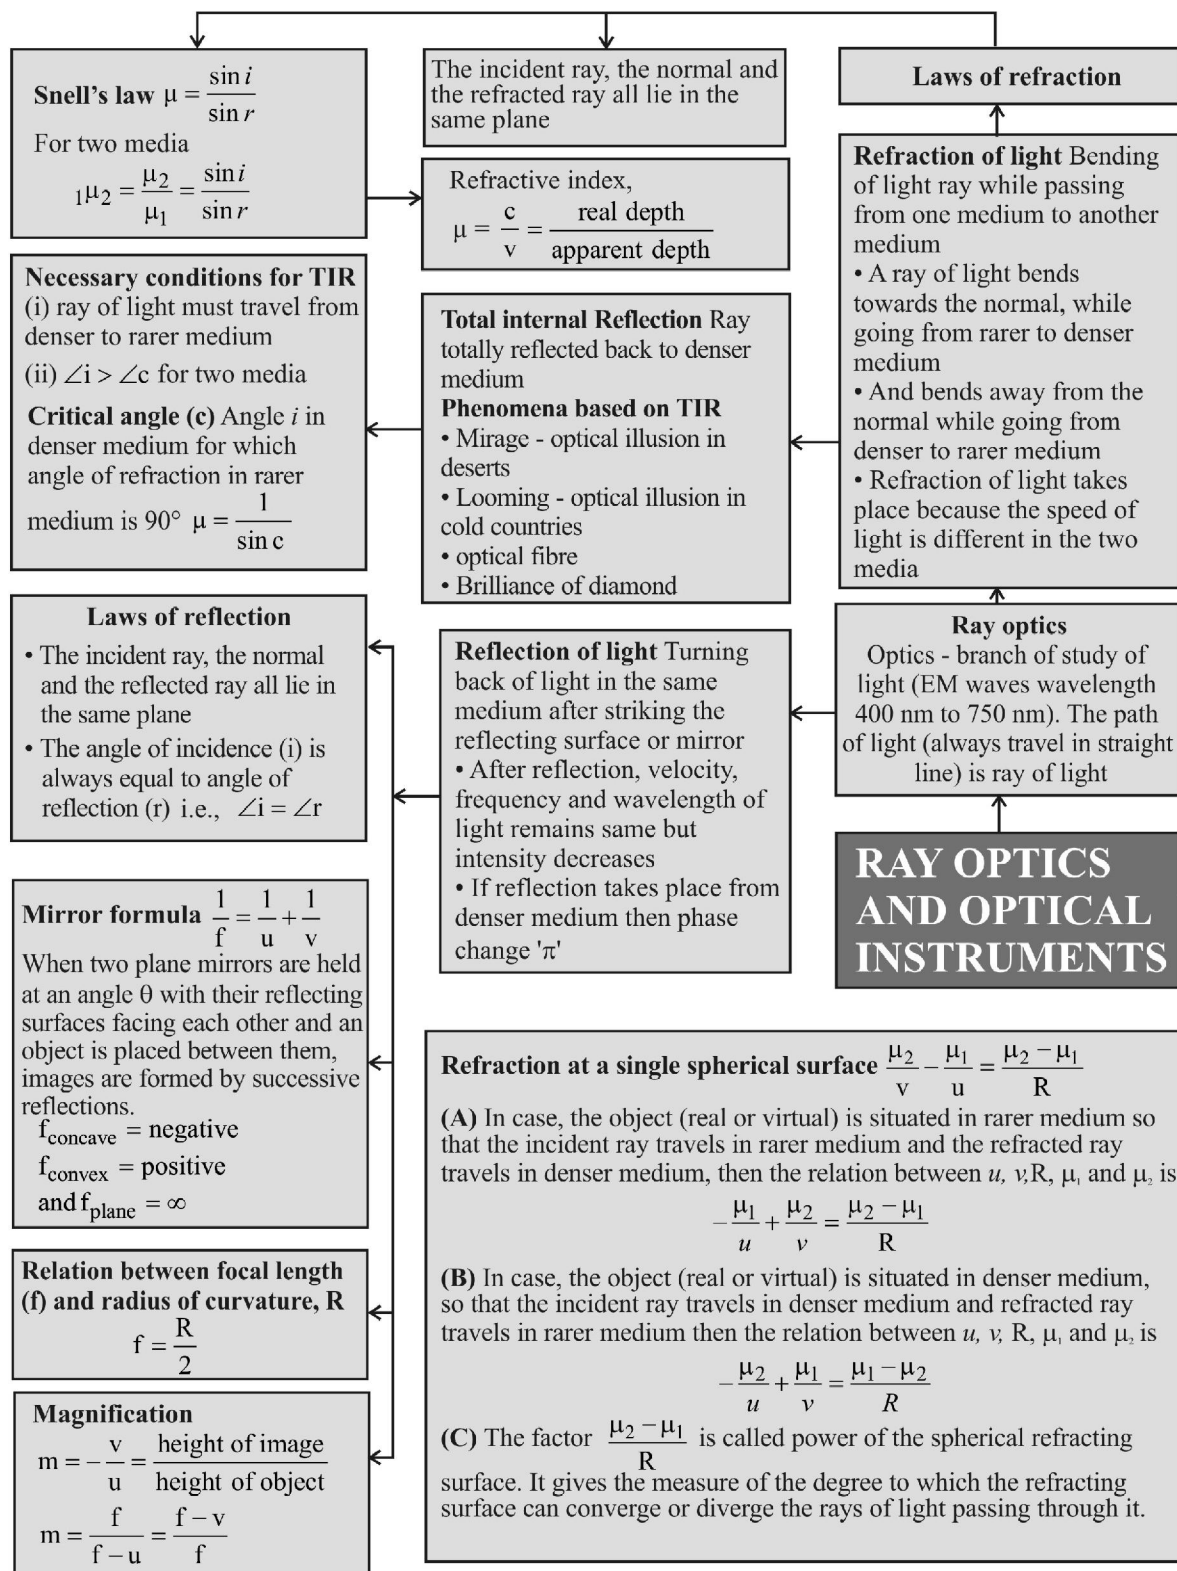 Snell's law μ = sin i / sin r
For two media
₁μ₂ = μ₂ / μ₁ = sin i / sin r
The incident ray, the normal and
the refracted ray all lie in the
same plane
Laws of refraction
Refractive index,
μ = c / v = real depth / apparent depth
Refraction of light Bending
of light ray while passing
from one medium to another
medium
• A ray of light bends
towards the normal, while
going from rarer to denser
medium
• And bends away from the
normal while going from
denser to rarer medium
• Refraction of light takes
place because the speed of
light is different in the two
media
Necessary conditions for TIR
(i) ray of light must travel from
denser to rarer medium
(ii) ∠i > ∠c for two media
Critical angle (c) Angle i in
denser medium for which
angle of refraction in rarer
medium is 90° μ = 1 / sin c
Total internal Reflection Ray
totally reflected back to denser
medium
Phenomena based on TIR
• Mirage - optical illusion in
deserts
• Looming - optical illusion in
cold countries
• optical fibre
• Brilliance of diamond
Laws of reflection
• The incident ray, the normal
and the reflected ray all lie in
the same plane
• The angle of incidence (i) is
always equal to angle of
reflection (r) i.e., ∠i = ∠r
Reflection of light Turning
back of light in the same
medium after striking the
reflecting surface or mirror
• After reflection, velocity,
frequency and wavelength of
light remains same but
intensity decreases
• If reflection takes place from
denser medium then phase
change 'π'
Ray optics
Optics - branch of study of
light (EM waves wavelength
400 nm to 750 nm). The path
of light (always travel in straight
line) is ray of light
RAY OPTICS
AND OPTICAL
INSTRUMENTS
Mirror formula 1/f = 1/u + 1/v
When two plane mirrors are held
at an angle θ with their reflecting
surfaces facing each other and an
object is placed between them,
images are formed by successive
reflections.
f concave = negative
f convex = positive
and f plane = ∞
Relation between focal length
(f) and radius of curvature, R
f = R / 2
Magnification
m = − v / u = height of image / height of object
m = f / f − u = f − v / f
Refraction at a single spherical surface μ₂/v − μ₁/u = μ₂ − μ₁ / R
(A) In case, the object (real or virtual) is situated in rarer medium so
that the incident ray travels in rarer medium and the refracted ray
travels in denser medium, then the relation between u, v,R, μ₁ and μ₂ is
− μ₁/u + μ₂/v = μ₂ − μ₁ / R
(B) In case, the object (real or virtual) is situated in denser medium,
so that the incident ray travels in denser medium and refracted ray
travels in rarer medium then the relation between u, v, R, μ₁ and μ₂ is
− μ₂/u + μ₁/v = μ₁ − μ₂ / R
(C) The factor μ₂ − μ₁ / R is called power of the spherical refracting
surface. It gives the measure of the degree to which the refracting
surface can converge or diverge the rays of light passing through it.